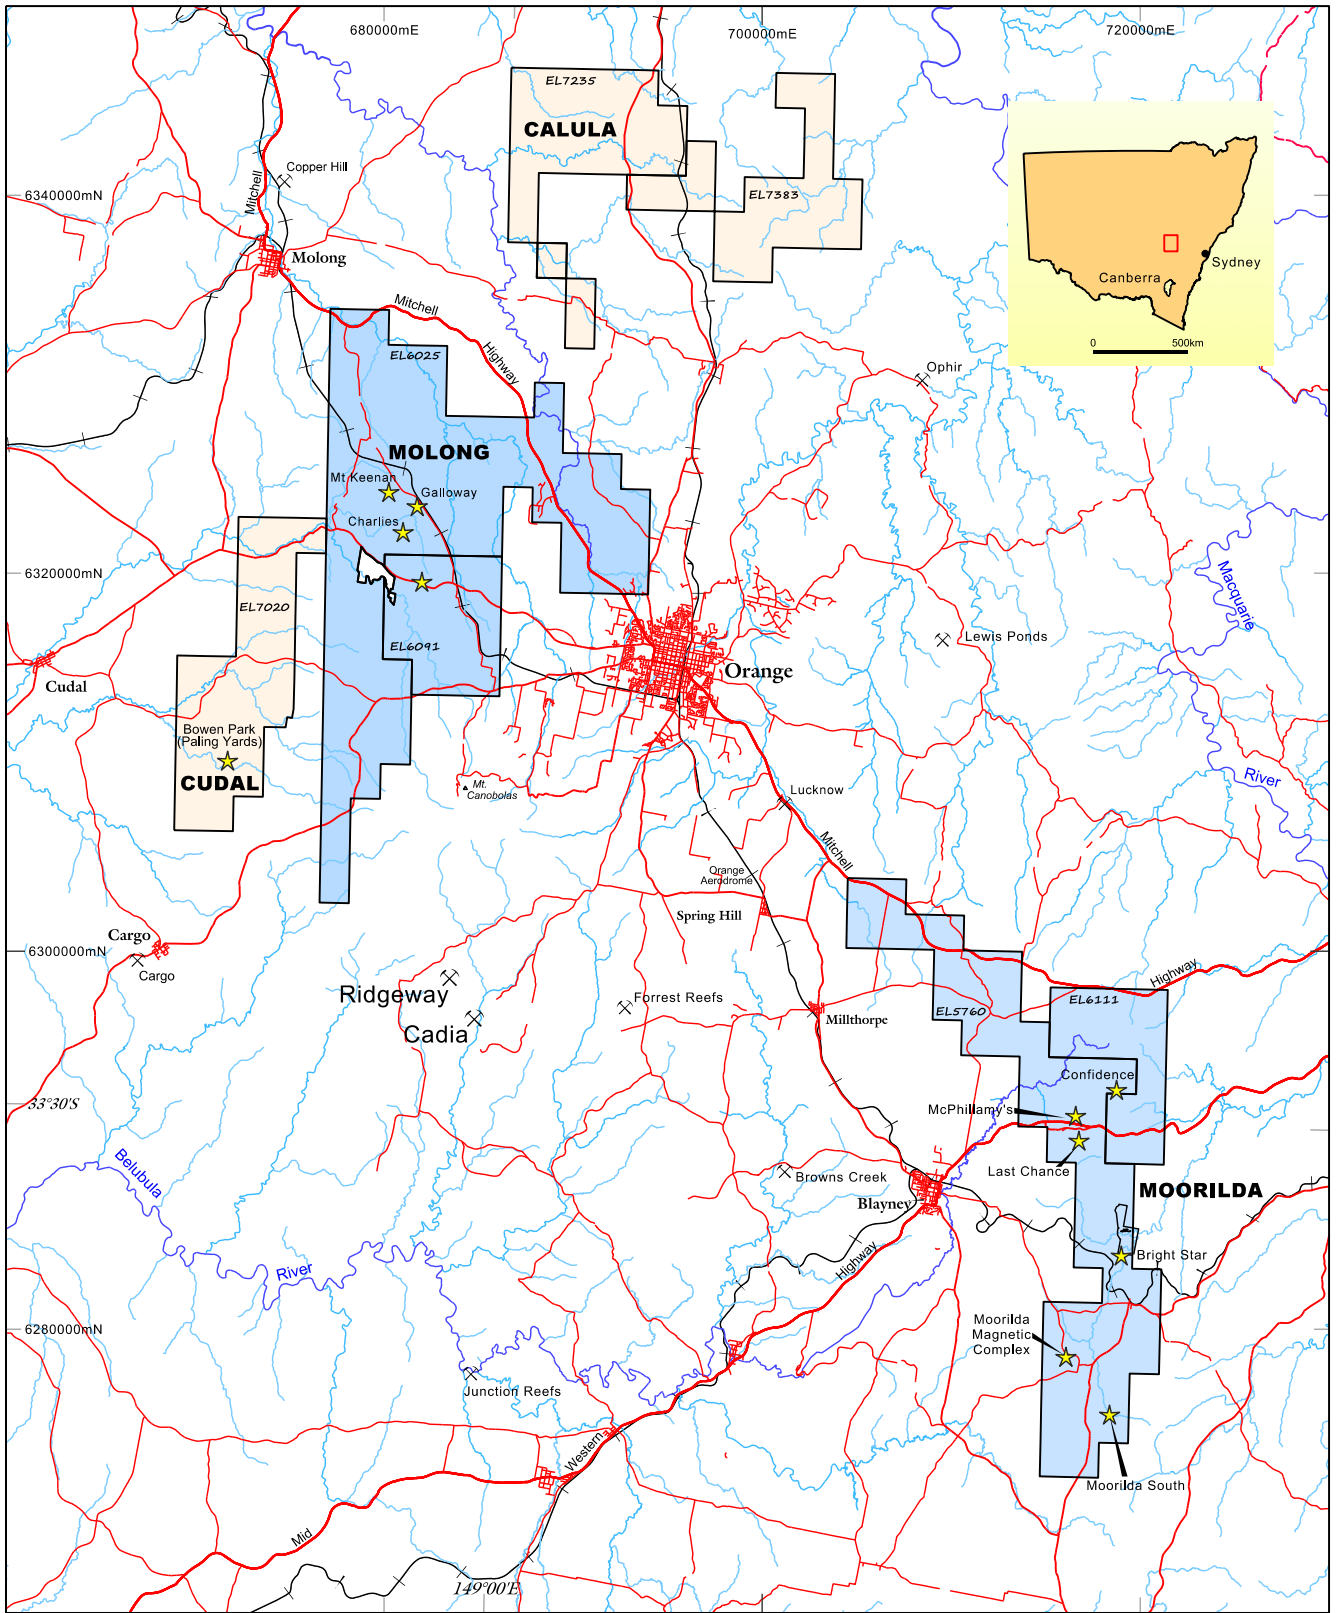 680000mE
700000mE
720000mE
EL7235
CALULA
Copper Hill
Mitchell
6340000mN
EL7383
Molong
Sydney
Canberra
0
500km
Mitchell
Highway
EL6025
Ophir
MOLONG
Mt Keenan
Galloway
Charlies
6320000mN
Macquarie
EL7020
EL6091
Lewis Ponds
Cudal
Orange
Bowen Park
(Paling Yards)
CUDAL
Mt.
Canobolas
River
Lucknow
Mitchell
Orange
Aerodrome
Spring Hill
Cargo
6300000mN
Cargo
Highway
Ridgeway
Forrest Reefs
EL6111
EL5760
Cadia
Millthorpe
Confidence
33°30'S
McPhillamy's
Belubula
Last Chance
Browns Creek
MOORILDA
Blayney
Bright Star
Highway
River
6280000mN
Moorilda
Magnetic
Complex
Junction Reefs
Western
Moorilda South
Mid
149°00'E